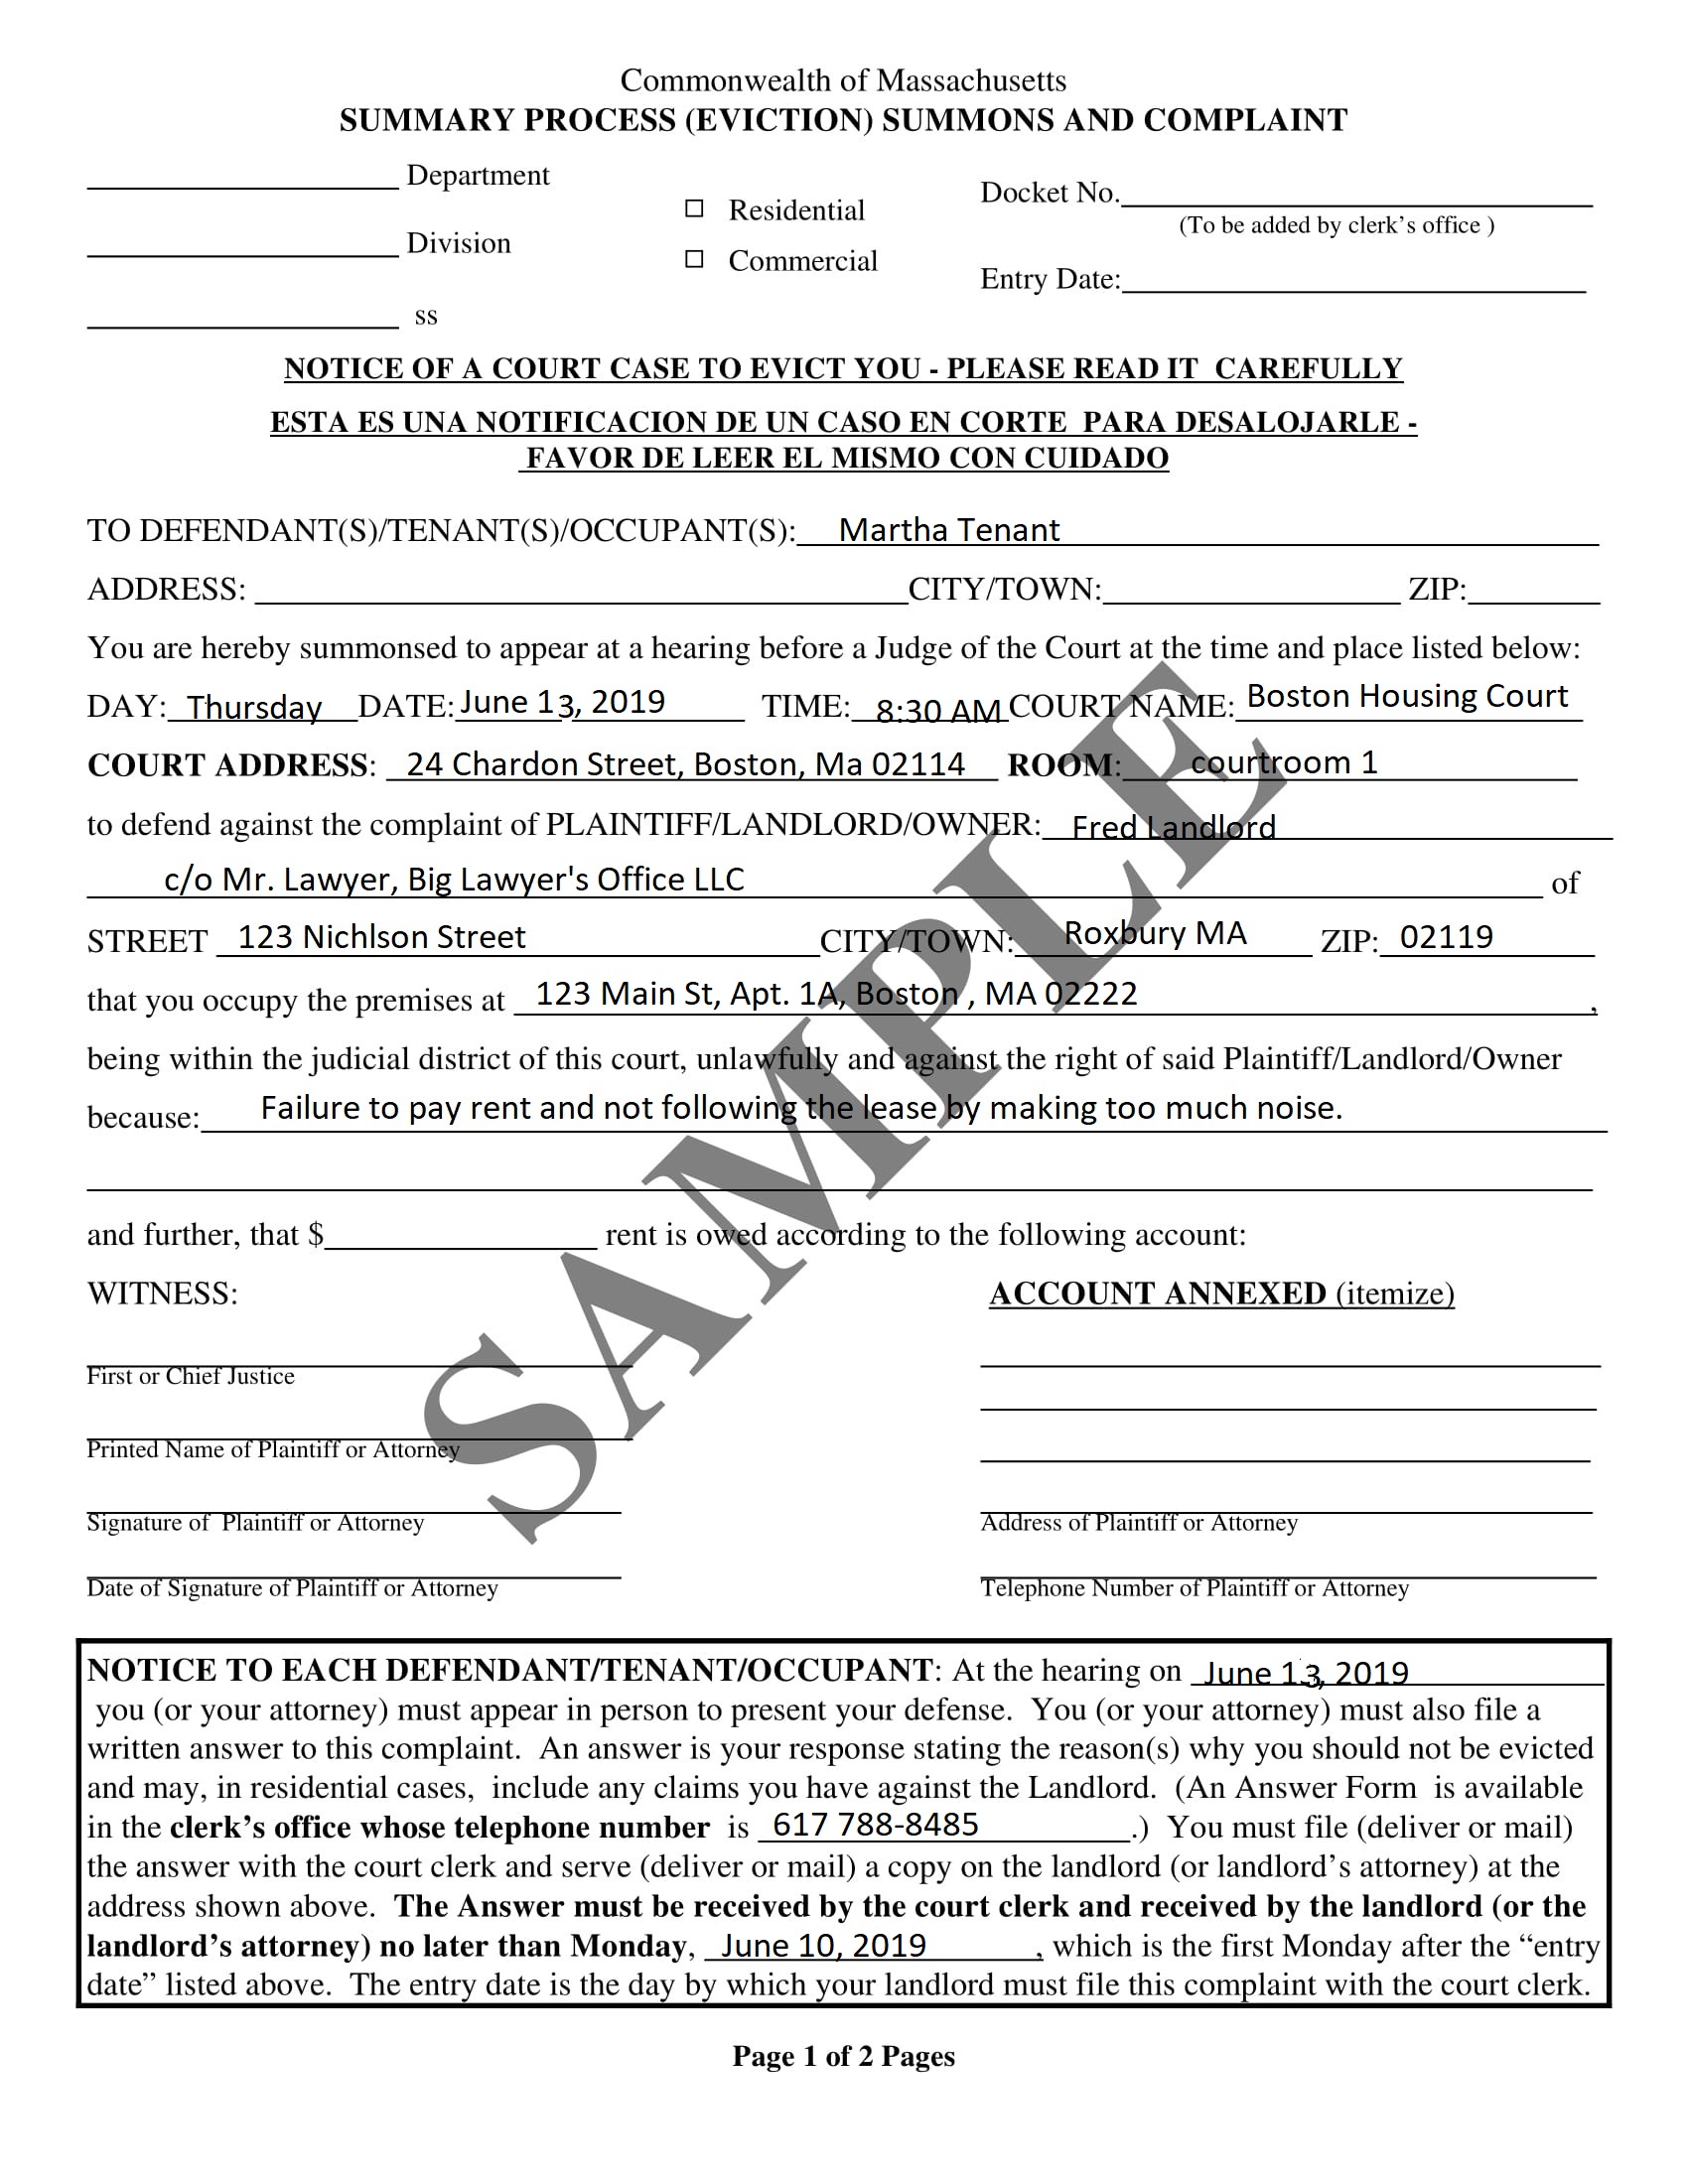 Commonwealth of Massachusetts
SUMMARY PROCESS (EVICTION) SUMMONS AND COMPLAINT
Department
Docket No.
Residential
(To be added by clerk's office )
Division
Commercial
Entry Date:
ss
NOTICE OF A COURT CASE TO EVICT YOU - PLEASE READ IT CAREFULLY
ESTA ES UNA NOTIFICACION DE UN CASO EN CORTE PARA DESALOJARLE -
FAVOR DE LEER EL MISMO CON CUIDADO
TO DEFENDANT(S)/TENANT(S)/OCCUPANT(S): Martha Tenant
ADDRESS: CITY/TOWN: ZIP:
You are hereby summonsed to appear at a hearing before a Judge of the Court at the time and place listed below:
DAY: Thursday DATE: June 13, 2019 TIME: 8:30 AM COURT NAME: Boston Housing Court
COURT ADDRESS: 24 Chardon Street, Boston, Ma 02114 ROOM: courtroom 1
to defend against the complaint of PLAINTIFF/LANDLORD/OWNER: Fred Landlord
c/o Mr. Lawyer, Big Lawyer's Office LLC of
STREET 123 Nichlson Street CITY/TOWN: Roxbury MA ZIP: 02119
that you occupy the premises at 123 Main St, Apt. 1A, Boston , MA 02222 ,
being within the judicial district of this court, unlawfully and against the right of said Plaintiff/Landlord/Owner
because: Failure to pay rent and not following the lease by making too much noise.
and further, that $ rent is owed according to the following account:
WITNESS: ACCOUNT ANNEXED (itemize)
First or Chief Justice
Printed Name of Plaintiff or Attorney
Signature of Plaintiff or Attorney Address of Plaintiff or Attorney
Date of Signature of Plaintiff or Attorney Telephone Number of Plaintiff or Attorney
SAMPLE
NOTICE TO EACH DEFENDANT/TENANT/OCCUPANT: At the hearing on June 13, 2019
you (or your attorney) must appear in person to present your defense. You (or your attorney) must also file a
written answer to this complaint. An answer is your response stating the reason(s) why you should not be evicted
and may, in residential cases, include any claims you have against the Landlord. (An Answer Form is available
in the clerk's office whose telephone number is 617 788-8485 .) You must file (deliver or mail)
the answer with the court clerk and serve (deliver or mail) a copy on the landlord (or landlord's attorney) at the
address shown above. The Answer must be received by the court clerk and received by the landlord (or the
landlord's attorney) no later than Monday, June 10, 2019 , which is the first Monday after the "entry
date" listed above. The entry date is the day by which your landlord must file this complaint with the court clerk.
Page 1 of 2 Pages